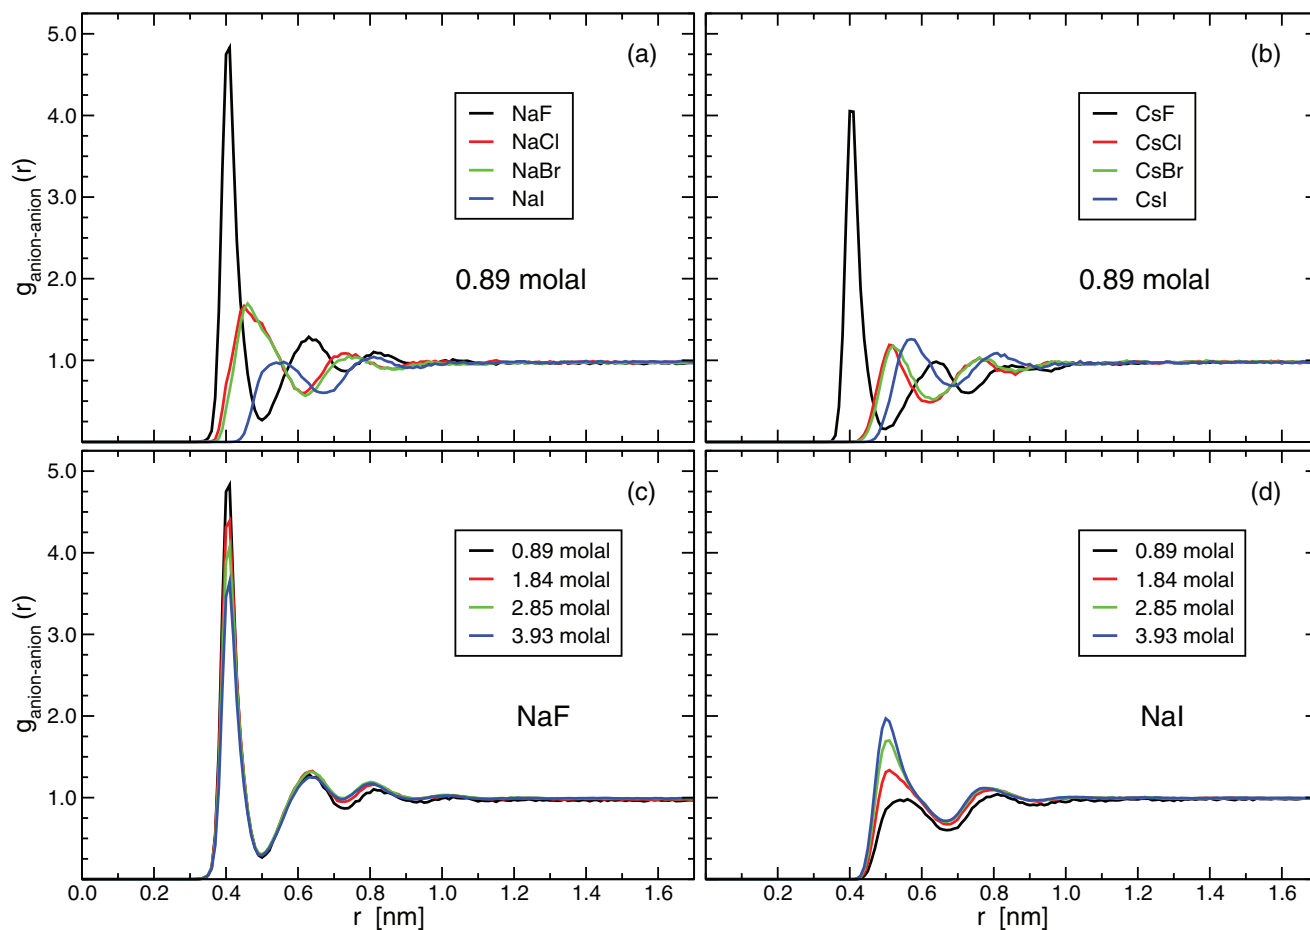 5.0
4.0
3.0
2.0
1.0
g anion-anion (r)
(a)
NaF
NaCl
NaBr
NaI
0.89 molal
(b)
CsF
CsCl
CsBr
CsI
0.89 molal
5.0
4.0
3.0
2.0
1.0
g anion-anion (r)
(c)
0.89 molal
1.84 molal
2.85 molal
3.93 molal
NaF
(d)
0.89 molal
1.84 molal
2.85 molal
3.93 molal
NaI
0.0 0.2 0.4 0.6 0.8 1.0 1.2 1.4 1.6
r [nm]
0.2 0.4 0.6 0.8 1.0 1.2 1.4 1.6
r [nm]